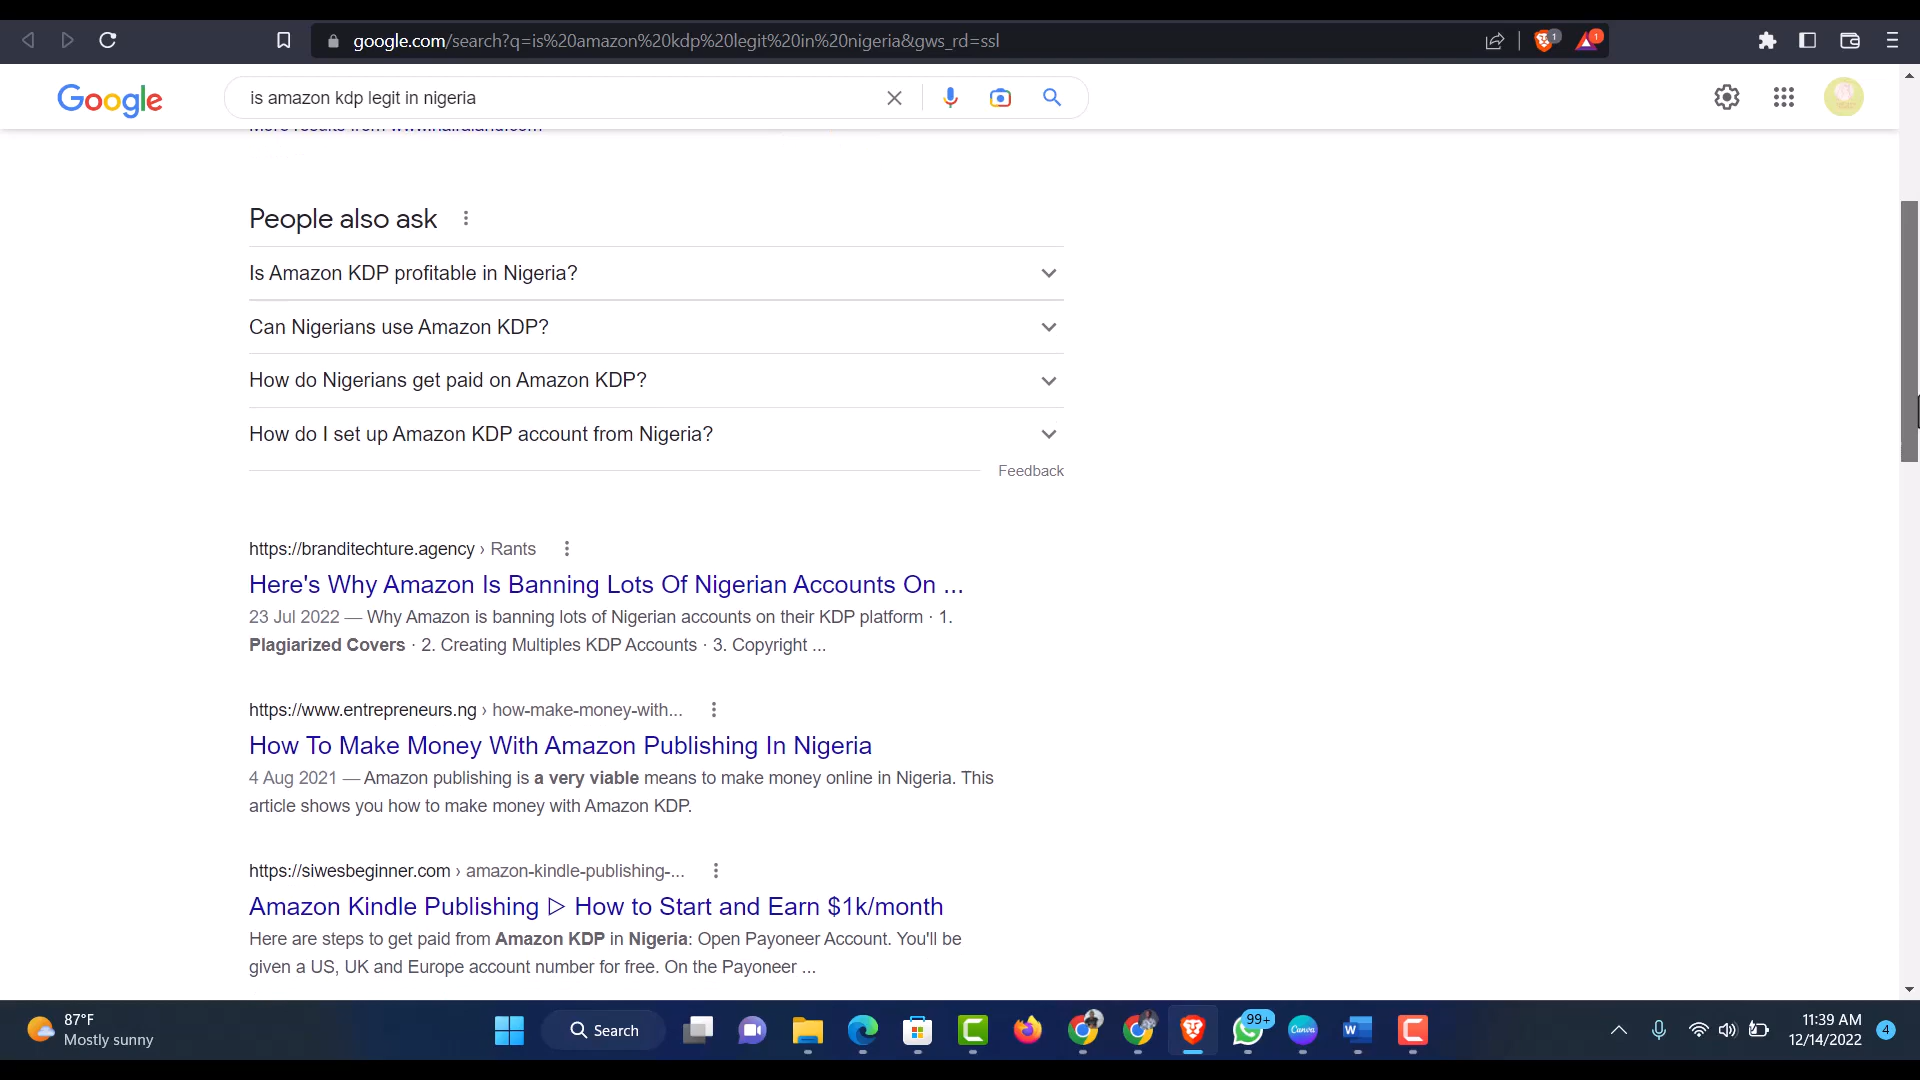 google.com/search?q=is%20amazon%20kdp%20legit%20in%20nigeria&gws_rd=ssl
1
1
Google
is amazon kdp legit in nigeria
More results from www.nairaland.com
People also ask
Is Amazon KDP profitable in Nigeria?
Can Nigerians use Amazon KDP?
How do Nigerians get paid on Amazon KDP?
How do I set up Amazon KDP account from Nigeria?
Feedback
https://branditechture.agency › Rants
Here's Why Amazon Is Banning Lots Of Nigerian Accounts On ...
23 Jul 2022 — Why Amazon is banning lots of Nigerian accounts on their KDP platform · 1.
Plagiarized Covers · 2. Creating Multiples KDP Accounts · 3. Copyright ...
https://www.entrepreneurs.ng › how-make-money-with...
How To Make Money With Amazon Publishing In Nigeria
4 Aug 2021 — Amazon publishing is a very viable means to make money online in Nigeria. This
article shows you how to make money with Amazon KDP.
https://siwesbeginner.com › amazon-kindle-publishing-...
Amazon Kindle Publishing ▷ How to Start and Earn $1k/month
Here are steps to get paid from Amazon KDP in Nigeria: Open Payoneer Account. You'll be
given a US, UK and Europe account number for free. On the Payoneer ...
87°F
Mostly sunny
Search
99+
Canva
W
11:39 AM
12/14/2022
4